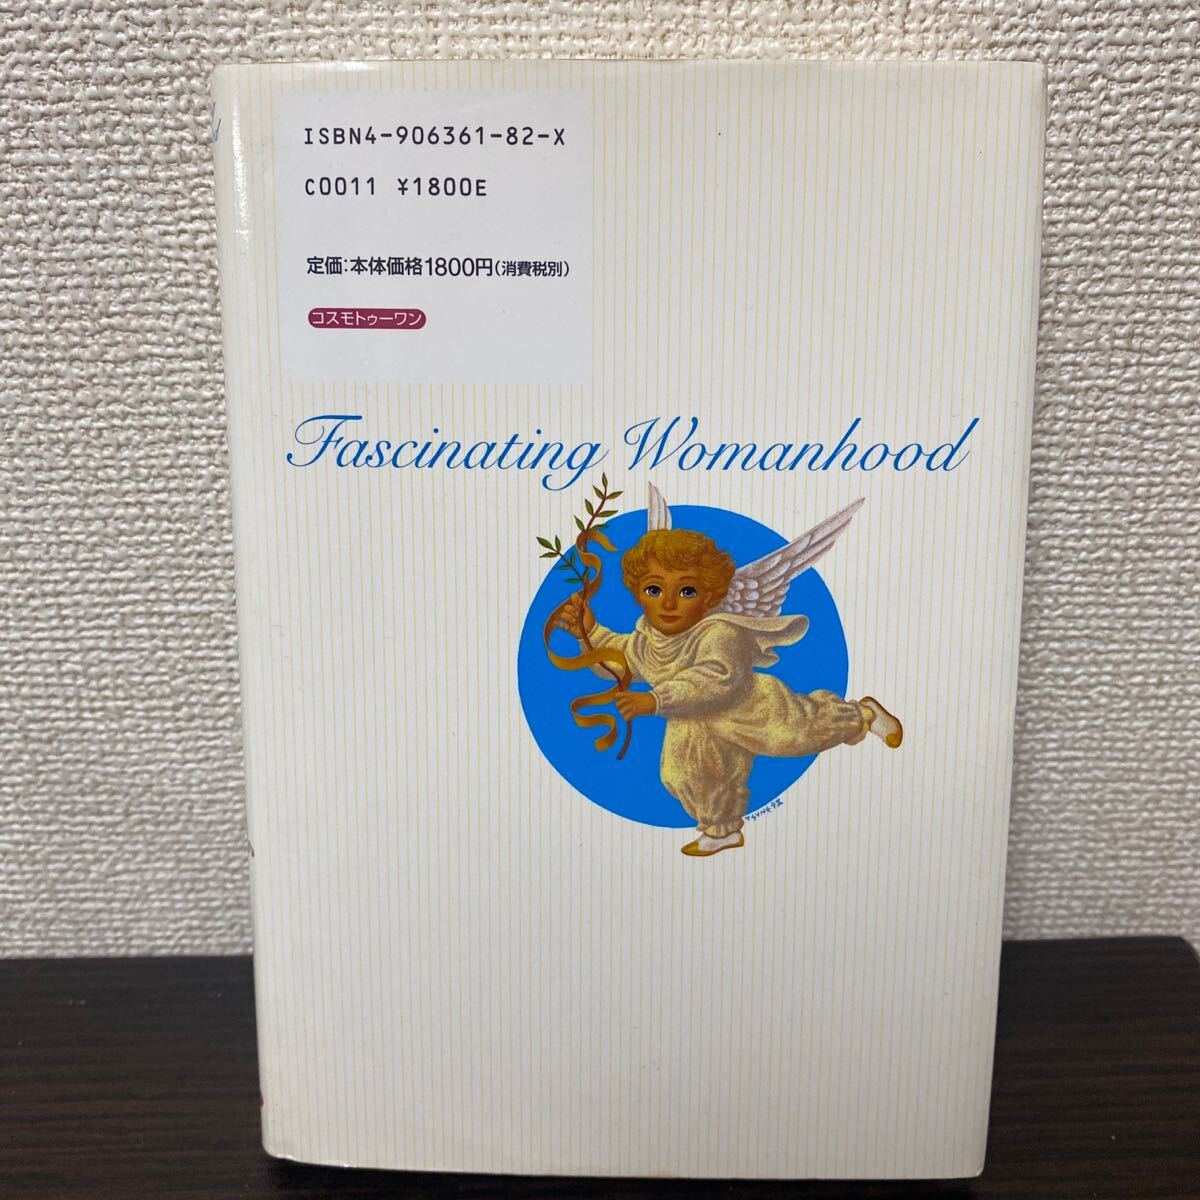 ISBN4-906361-82-X
C0011 ¥1800E
定価:本体価格1800円(消費税別)
コスモトゥーワン
Fascinating Womanhood